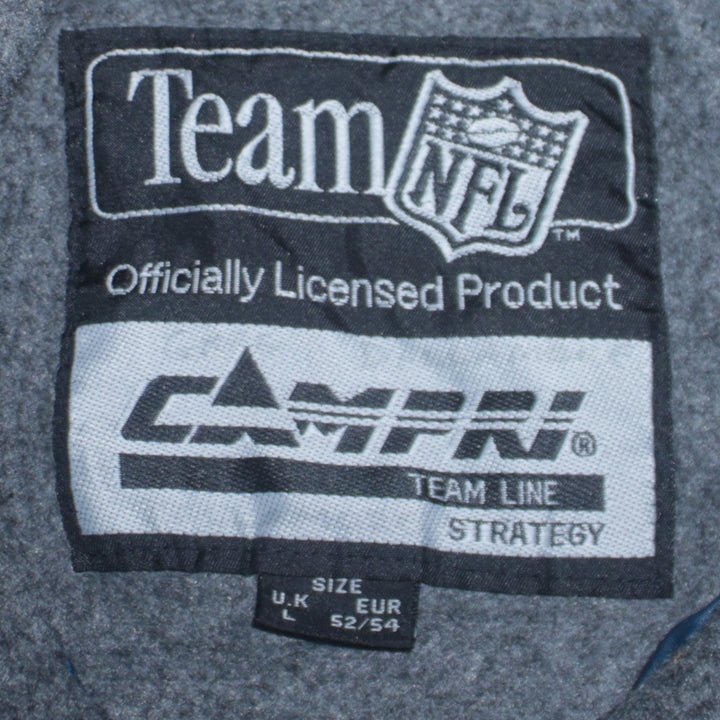 Team NFL ™
Officially Licensed Product
CAMPRI ®
TEAM LINE
STRATEGY
SIZE
U.K EUR
L 52/54